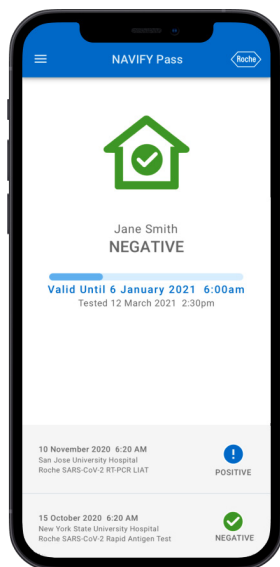 NAVIFY Pass
Roche
Jane Smith
NEGATIVE
Valid Until 6 January 2021 6:00am
Tested 12 March 2021 2:30pm
10 November 2020 6:20 AM
San Jose University Hospital
Roche SARS-CoV-2 RT-PCR LIAT
POSITIVE
15 October 2020 6:20 AM
New York State University Hospital
Roche SARS-CoV-2 Rapid Antigen Test
NEGATIVE